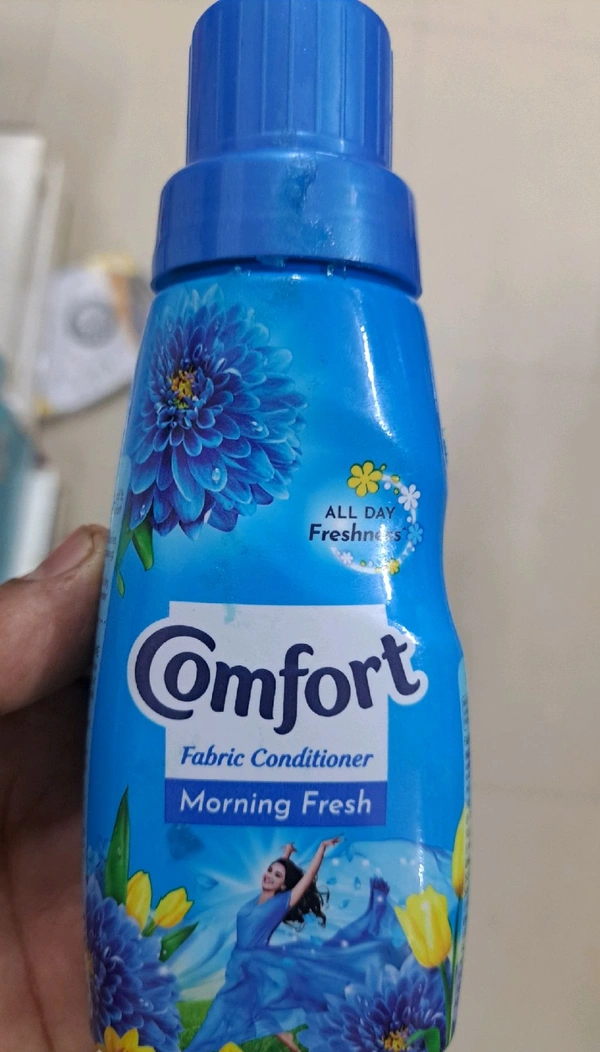 ALL DAY
Freshness
Comfort
Fabric Conditioner
Morning Fresh